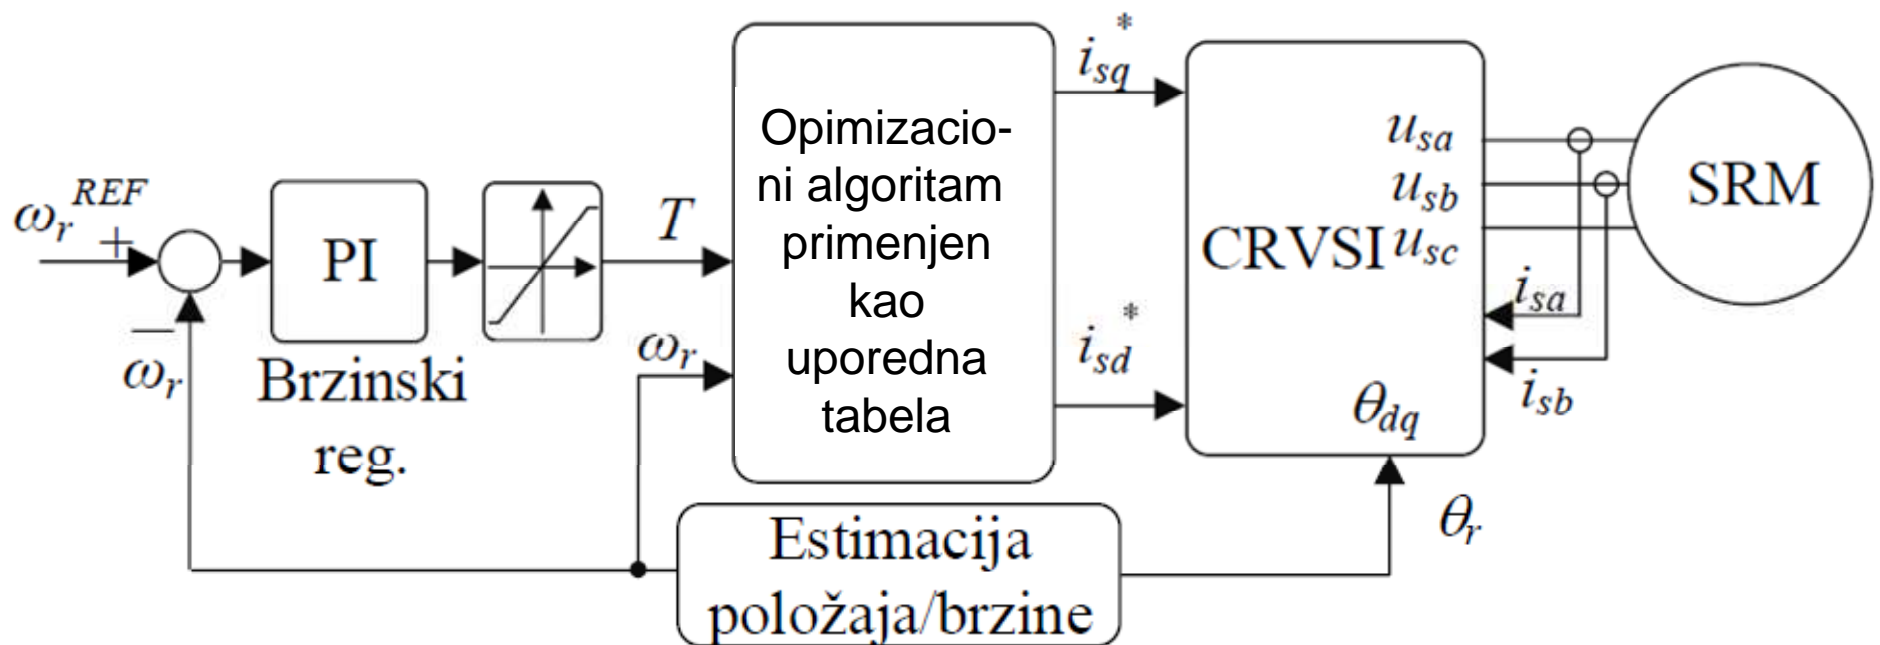 ω_r^REF
+
−
ω_r
PI
Brzinski
reg.
T
ω_r
Opimizacio-
ni algoritam
primenjen
kao
uporedna
tabela
i_sq^*
i_sd^*
CRVSI
u_sa
u_sb
u_sc
i_sa
i_sb
θ_dq
θ_r
SRM
Estimacija
položaja/brzine